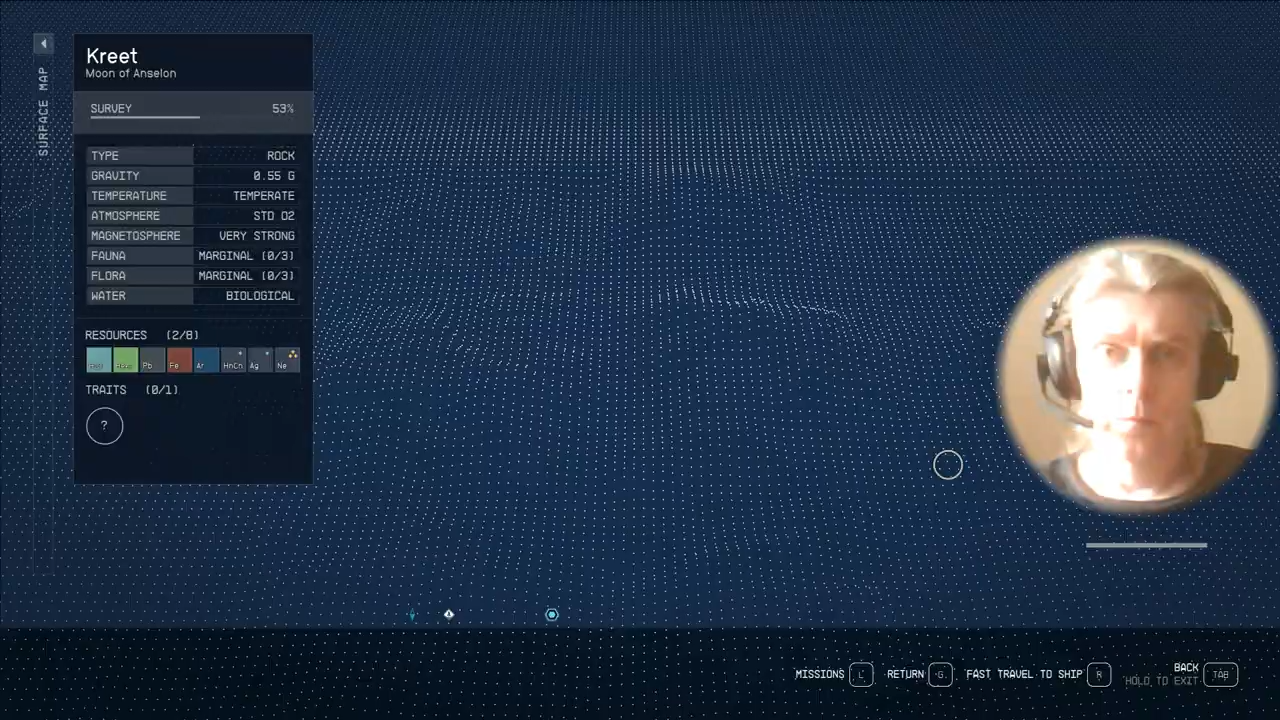 Kreet
Moon of Anselon
SURFACE MAP
SURVEY 53%
TYPE ROCK
GRAVITY 0.55 G
TEMPERATURE TEMPERATE
ATMOSPHERE STD O2
MAGNETOSPHERE VERY STRONG
FAUNA MARGINAL (0/3)
FLORA MARGINAL (0/3)
WATER BIOLOGICAL
RESOURCES (2/8)
Pb Fe Ar HnCn Ag Ne
TRAITS (0/1)
?
MISSIONS L RETURN G FAST TRAVEL TO SHIP R BACK TAB
HOLD TO EXIT